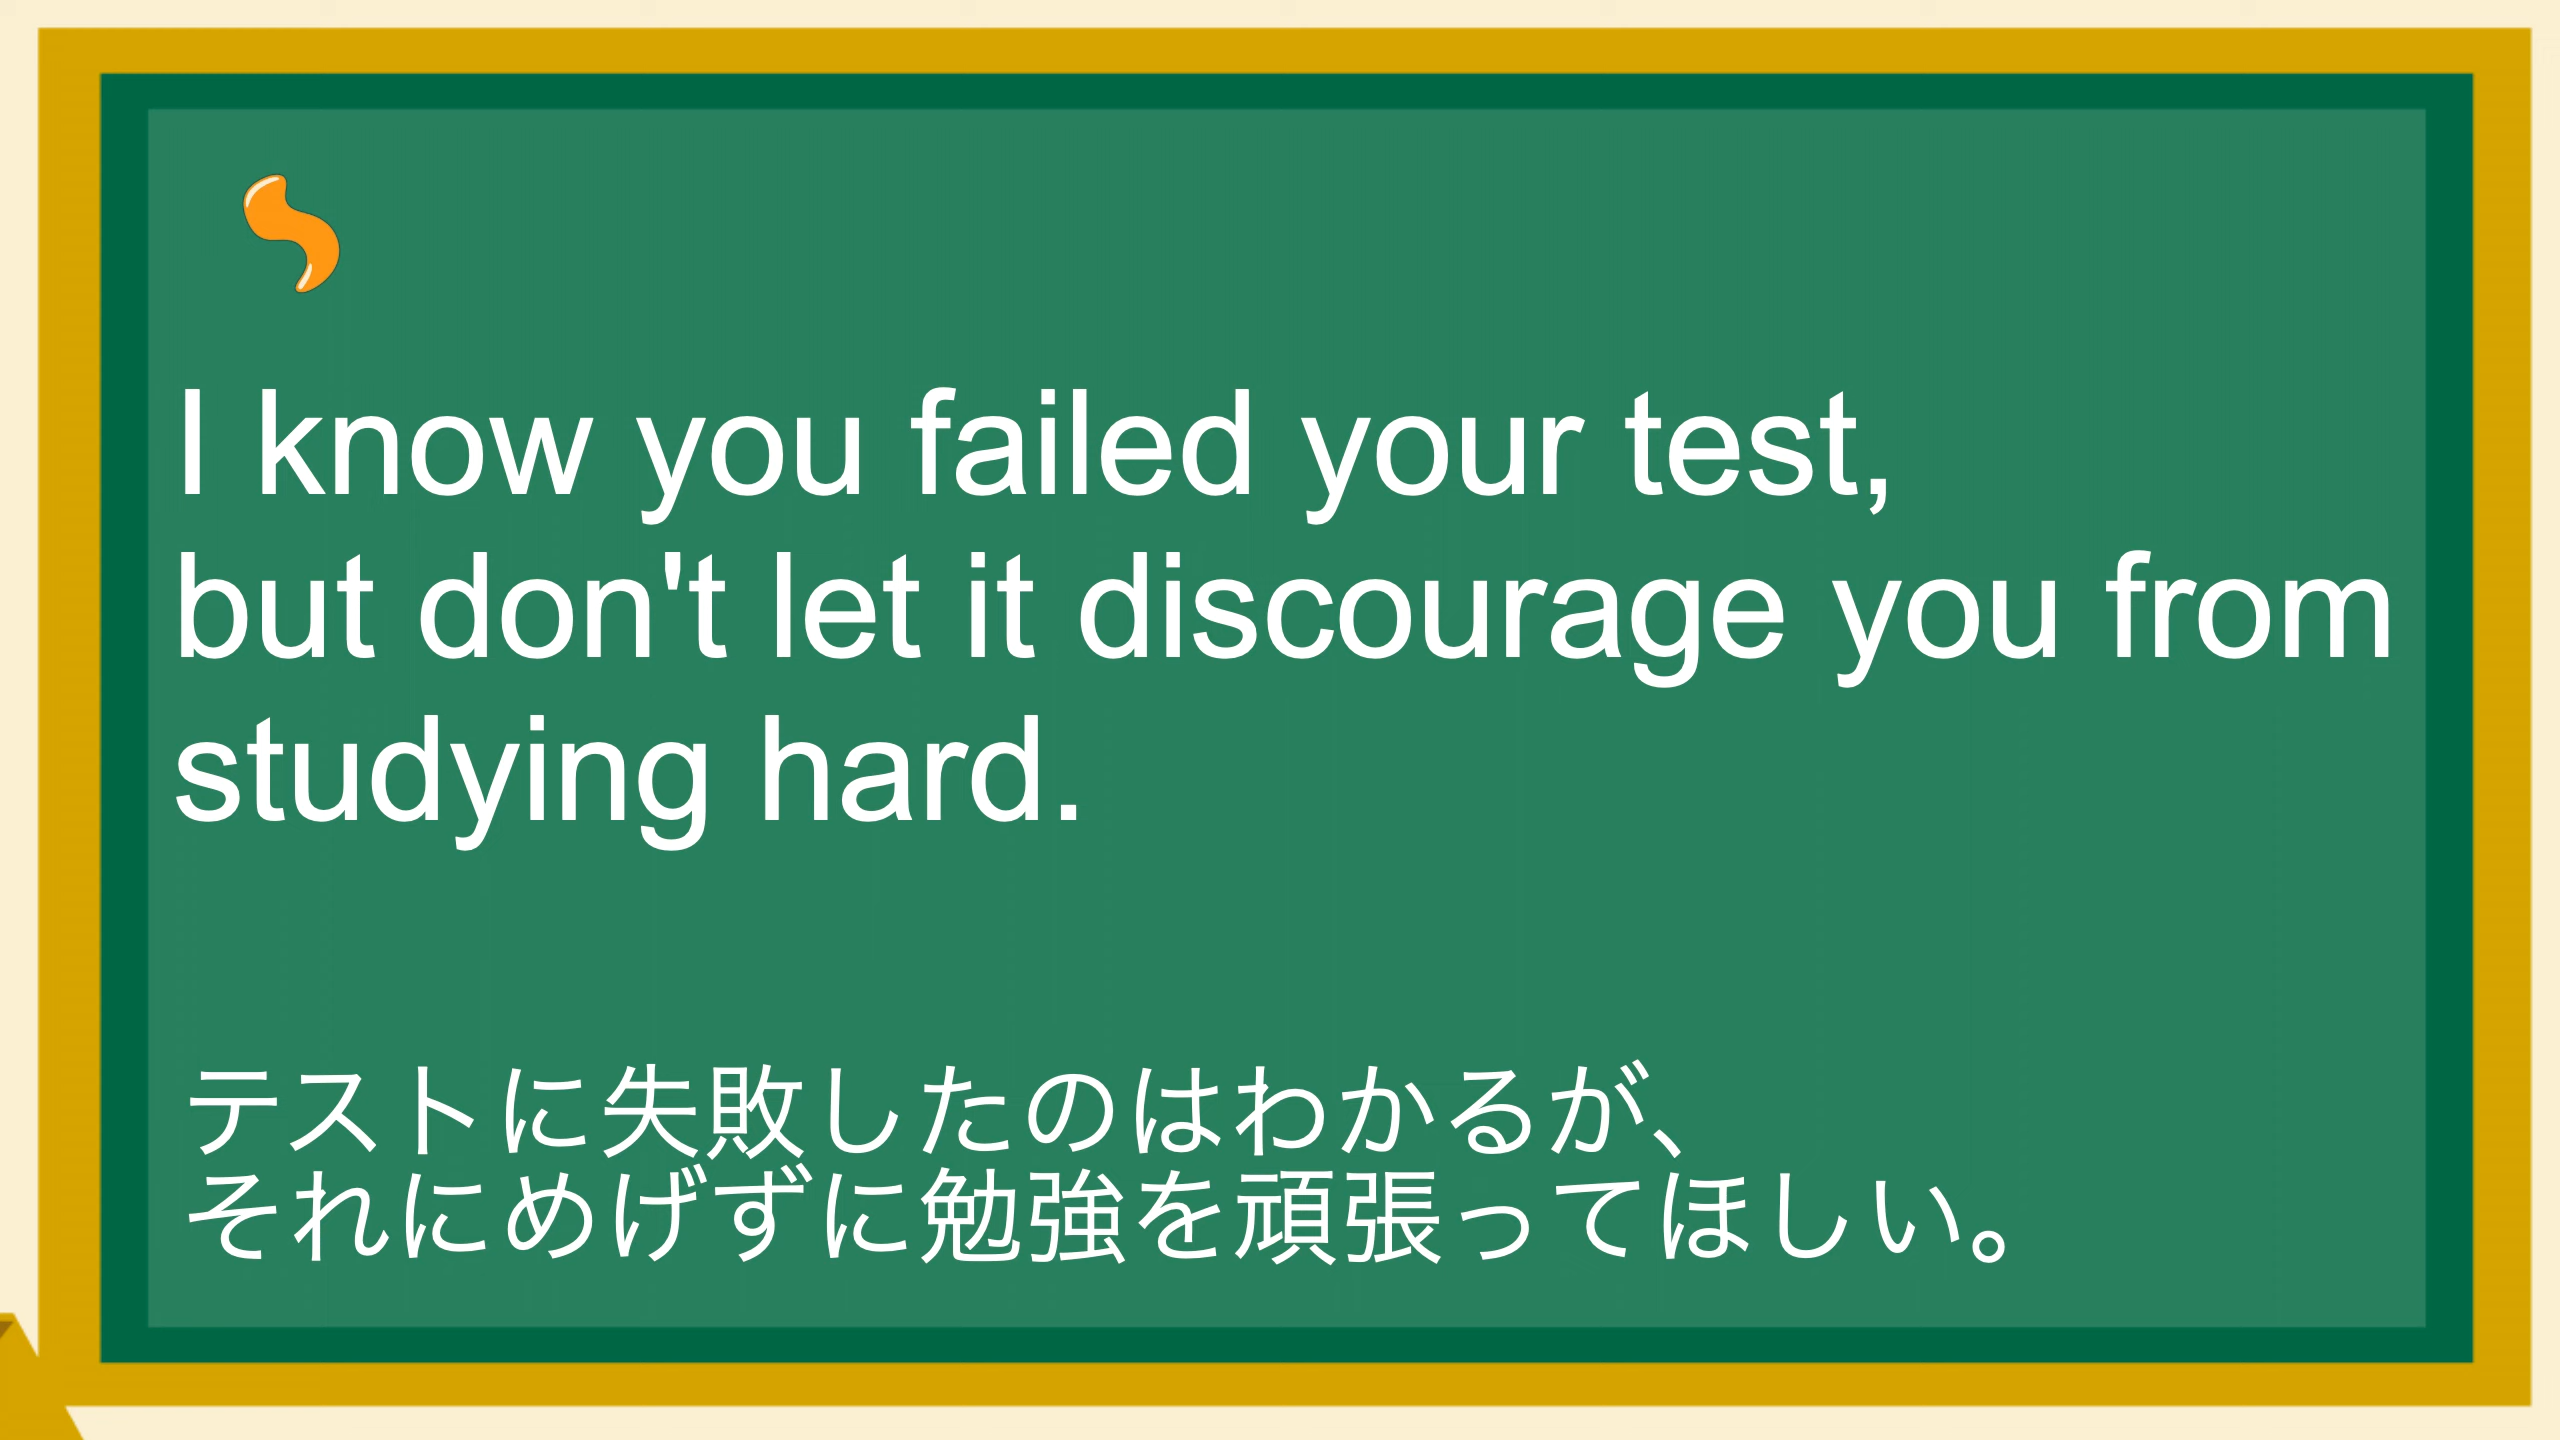 I know you failed your test,
but don't let it discourage you from
studying hard.
テストに失敗したのはわかるが、
それにめげずに勉強を頑張ってほしい。